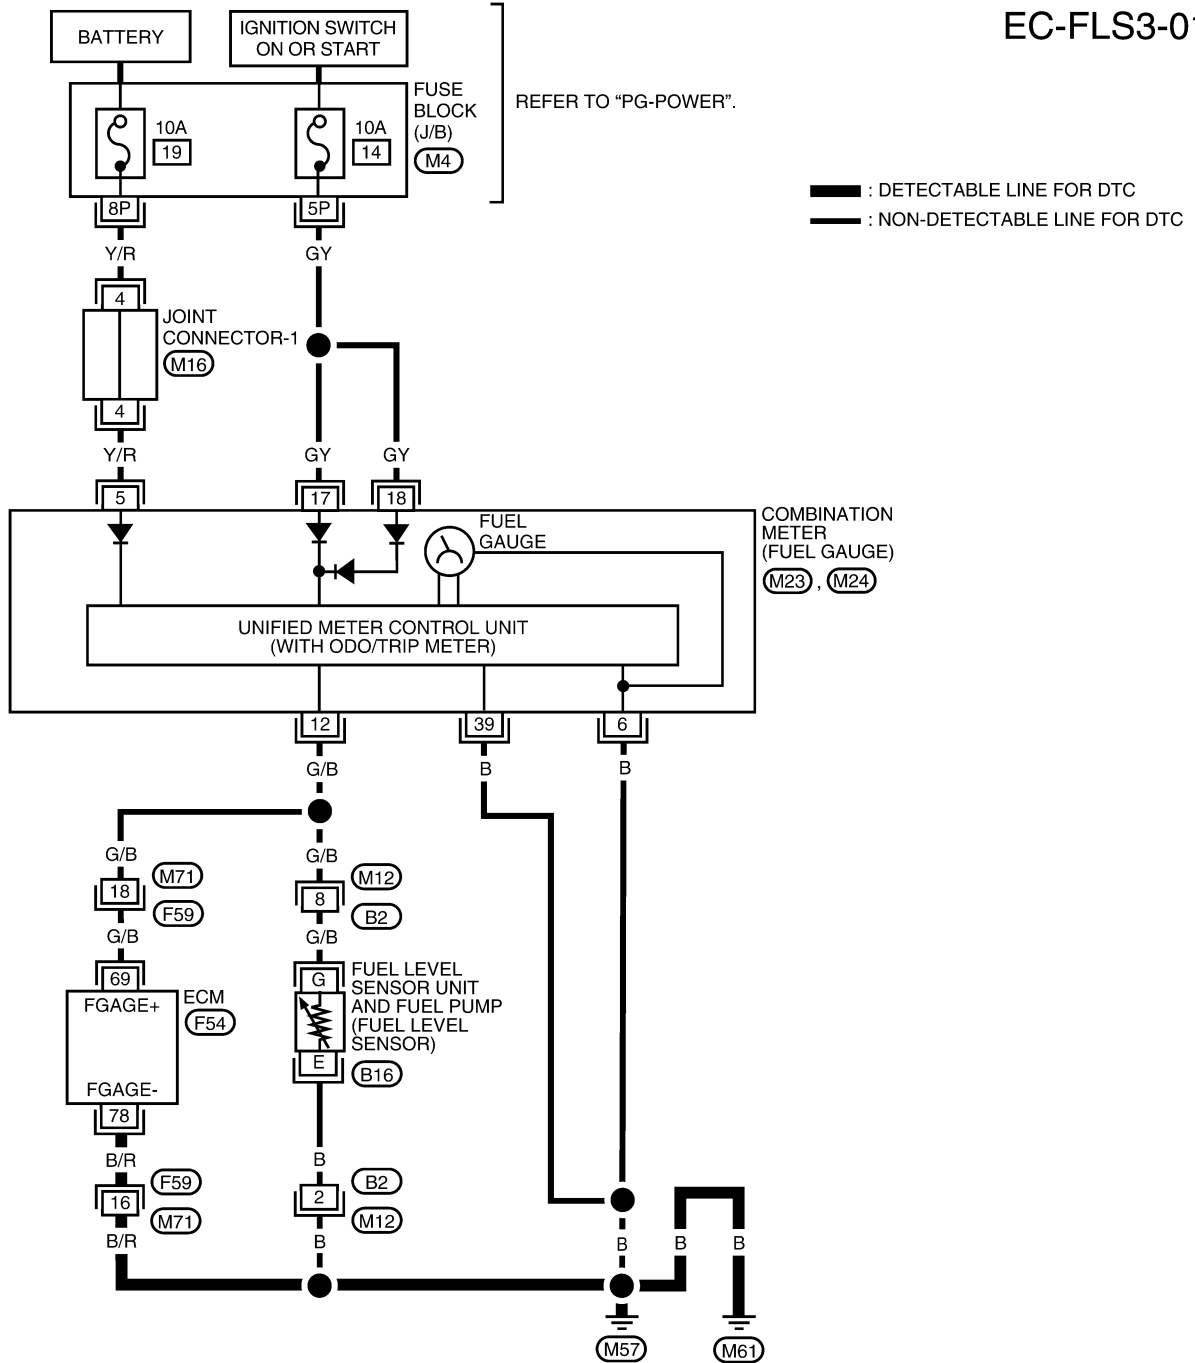 EC-FLS3-01
BATTERY
IGNITION SWITCH
ON OR START
FUSE
BLOCK
(J/B)
M4
REFER TO “PG-POWER”.
10A
19
10A
14
: DETECTABLE LINE FOR DTC
: NON-DETECTABLE LINE FOR DTC
8P
5P
Y/R
GY
4
JOINT
CONNECTOR-1
M16
4
Y/R
GY
GY
5
17
18
FUEL
GAUGE
COMBINATION
METER
(FUEL GAUGE)
M23 , M24
UNIFIED METER CONTROL UNIT
(WITH ODO/TRIP METER)
12
39
6
G/B
B
B
G/B
G/B
18
M71
F59
8
M12
B2
G/B
G/B
69
FGAGE+
ECM
F54
FGAGE-
78
G
FUEL LEVEL
SENSOR UNIT
AND FUEL PUMP
(FUEL LEVEL
SENSOR)
E
B16
B/R
B
16
F59
M71
2
B2
M12
B/R
B
B
B
B
M57
M61